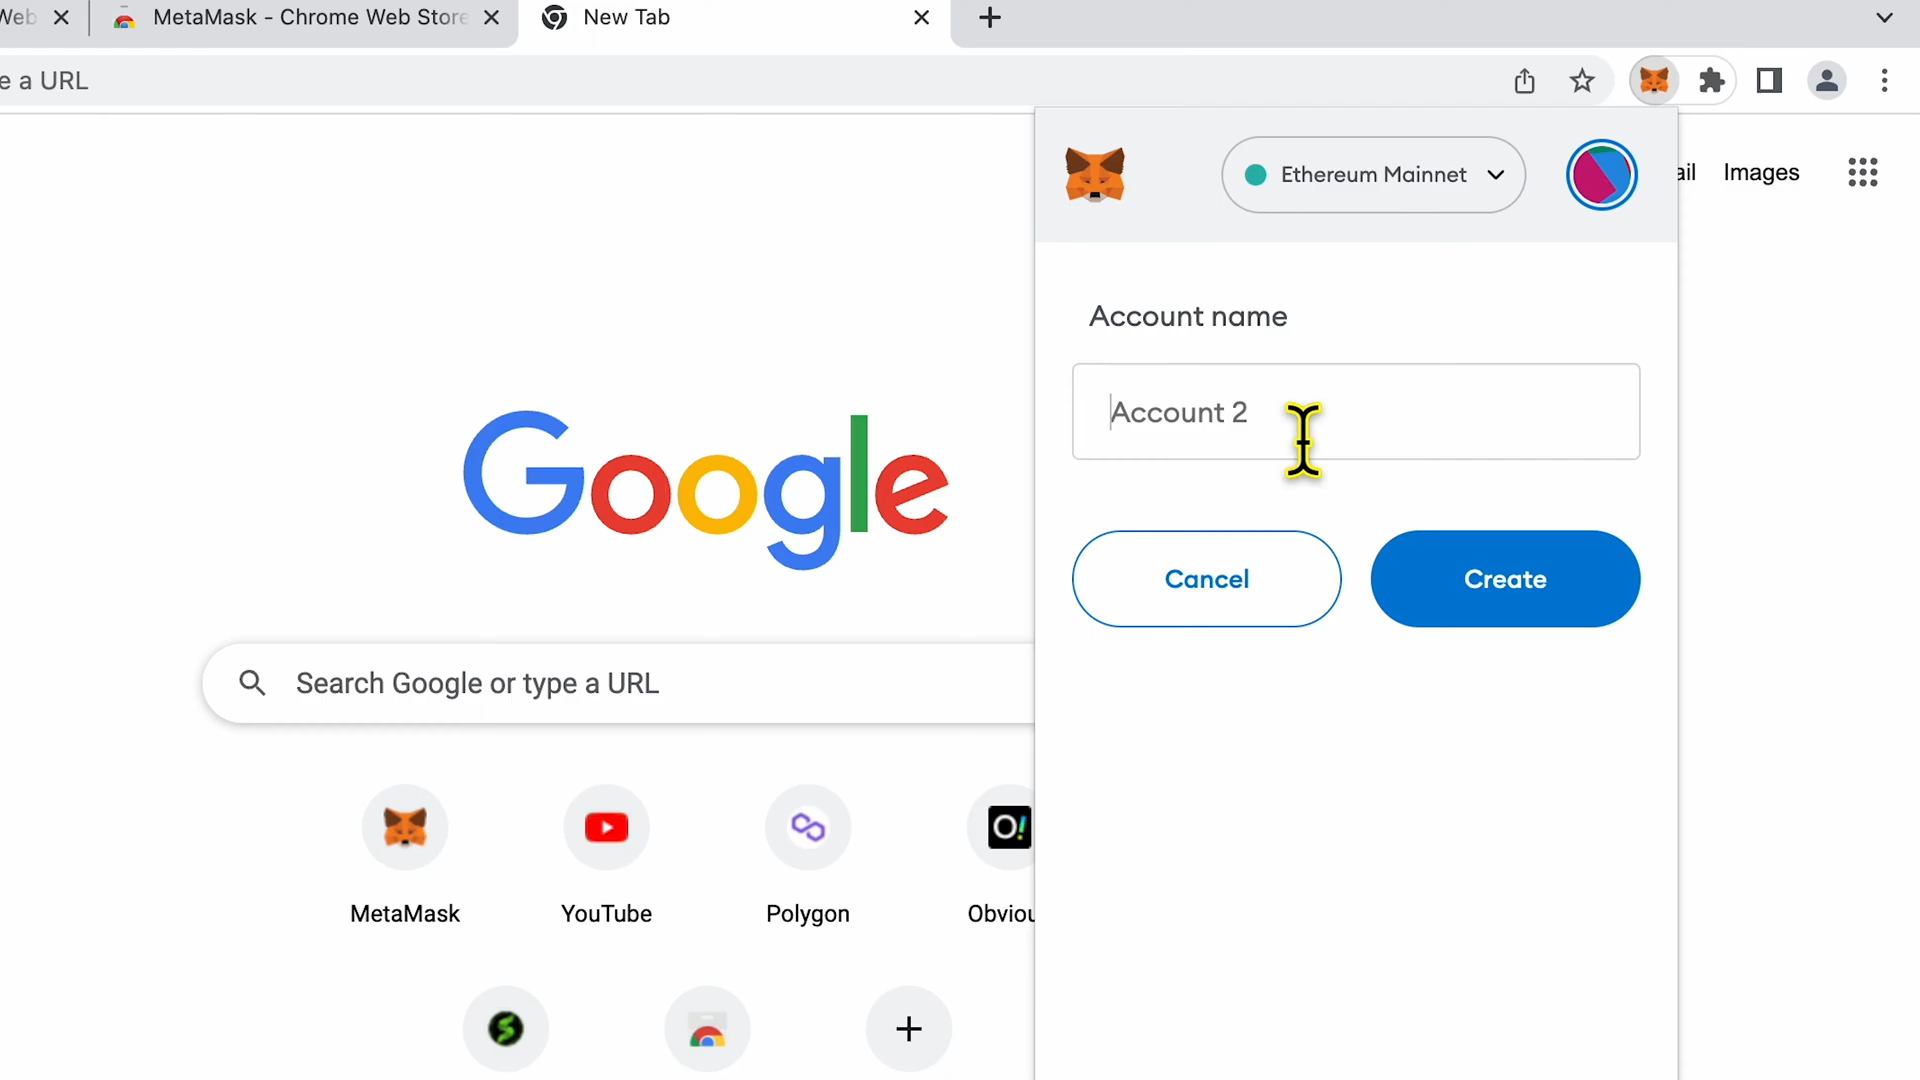 Web
MetaMask - Chrome Web Store
New Tab
e a URL
Ethereum Mainnet
ail
Images
Account name
Account 2
Cancel
Create
Google
Search Google or type a URL
O!
MetaMask
YouTube
Polygon
Obviou